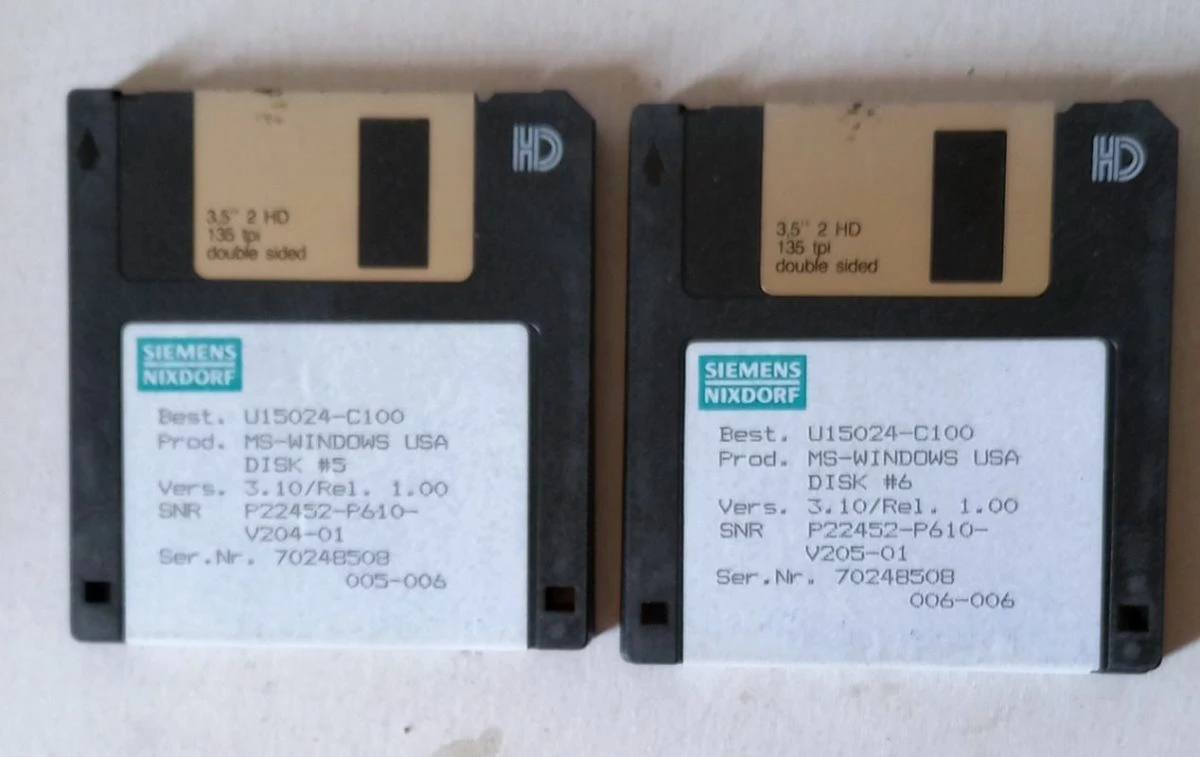 HD
3,5" 2 HD
135 tpi
double sided
SIEMENS
NIXDORF
Best. U15024-C100
Prod. MS-WINDOWS USA
DISK #5
Vers. 3.10/Rel. 1.00
SNR P22452-P610-
V204-01
Ser.Nr. 70248508
005-006
HD
3,5" 2 HD
135 tpi
double sided
SIEMENS
NIXDORF
Best. U15024-C100
Prod. MS-WINDOWS USA
DISK #6
Vers. 3.10/Rel. 1.00
SNR P22452-P610-
V205-01
Ser.Nr. 70248508
006-006